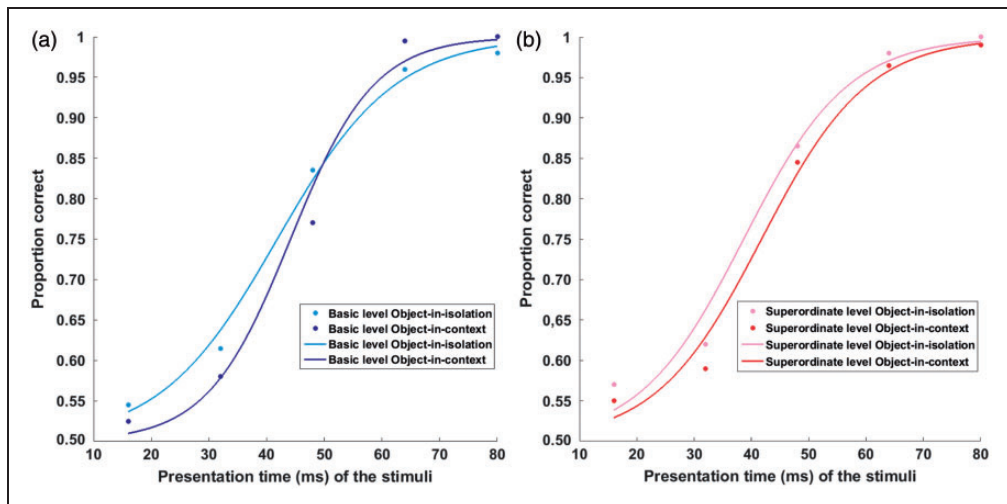 (a)
1
0.95
0.90
0.85
0.80
0.75
0.70
0.65
0.60
0.55
0.50
Proportion correct
Basic level Object-in-isolation
Basic level Object-in-context
Basic level Object-in-isolation
Basic level Object-in-context
10 20 30 40 50 60 70 80
Presentation time (ms) of the stimuli
(b)
1
0.95
0.90
0.85
0.80
0.75
0.70
0.65
0,60
0.55
0.50
Proportion correct
Superordinate level Object-in-isolation
Superordinate level Object-in-context
Superordinate level Object-in-isolation
Superordinate level Object-in-context
10 20 30 40 50 60 70 80
Presentation time (ms) of the stimuli